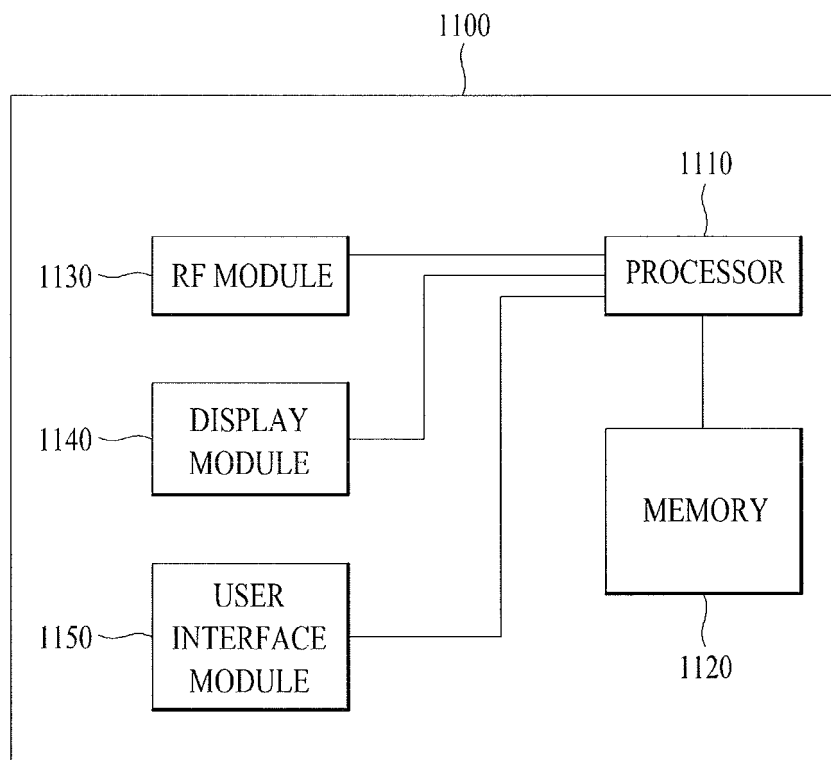 1100
1110
1130
RF MODULE
PROCESSOR
1140
DISPLAY
MODULE
MEMORY
1150
USER
INTERFACE
MODULE
1120